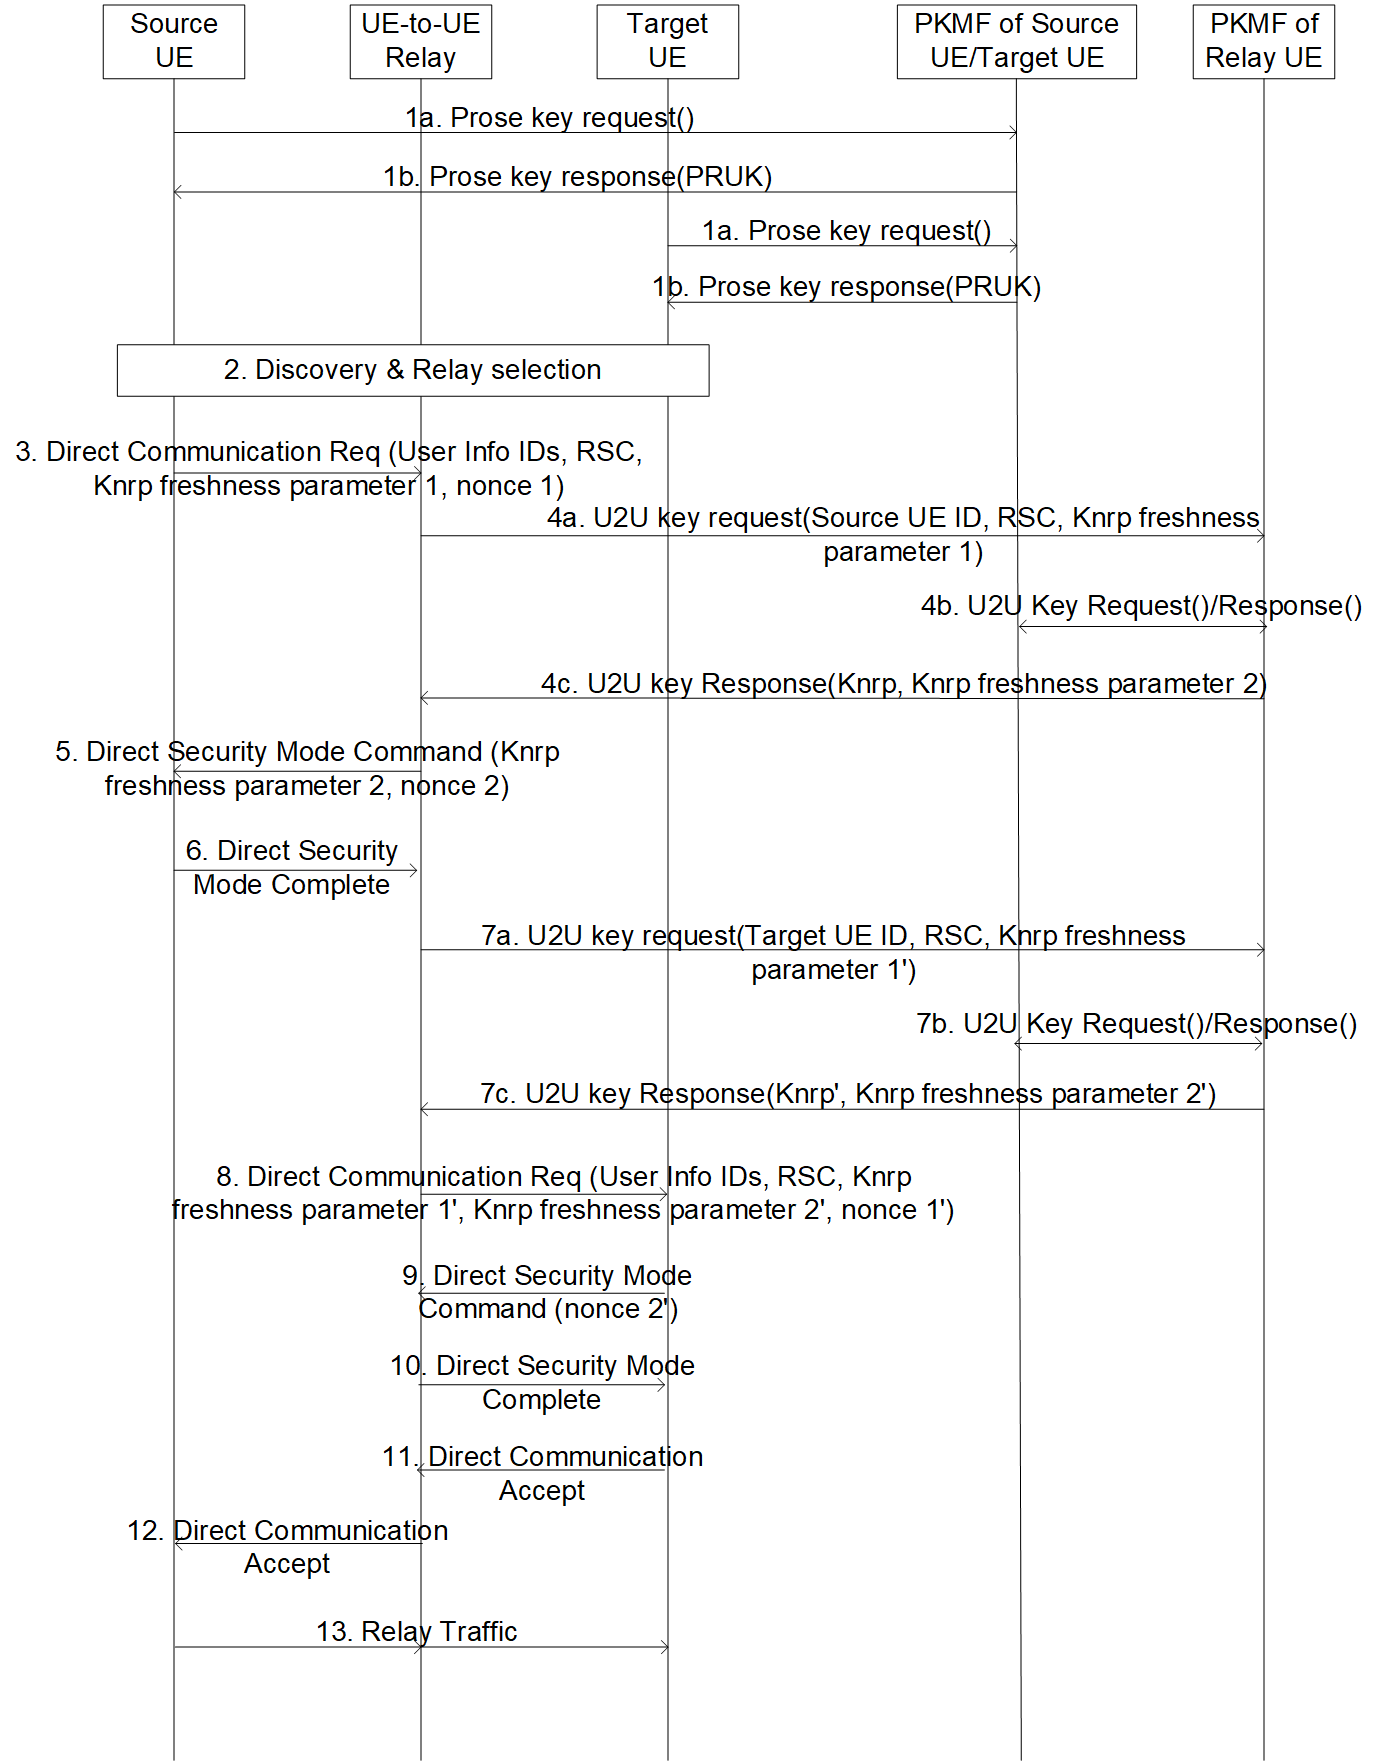 Source
UE
UE-to-UE
Relay
Target
UE
PKMF of Source
UE/Target UE
PKMF of
Relay UE
1a. Prose key request()
1b. Prose key response(PRUK)
1a. Prose key request()
1b. Prose key response(PRUK)
2. Discovery & Relay selection
3. Direct Communication Req (User Info IDs, RSC,
Knrp freshness parameter 1, nonce 1)
4a. U2U key request(Source UE ID, RSC, Knrp freshness
parameter 1)
4b. U2U Key Request()/Response()
4c. U2U key Response(Knrp, Knrp freshness parameter 2)
5. Direct Security Mode Command (Knrp
freshness parameter 2, nonce 2)
6. Direct Security
Mode Complete
7a. U2U key request(Target UE ID, RSC, Knrp freshness
parameter 1')
7b. U2U Key Request()/Response()
7c. U2U key Response(Knrp', Knrp freshness parameter 2')
8. Direct Communication Req (User Info IDs, RSC, Knrp
freshness parameter 1', Knrp freshness parameter 2', nonce 1')
9. Direct Security Mode
Command (nonce 2')
10. Direct Security Mode
Complete
11. Direct Communication
Accept
12. Direct Communication
Accept
13. Relay Traffic